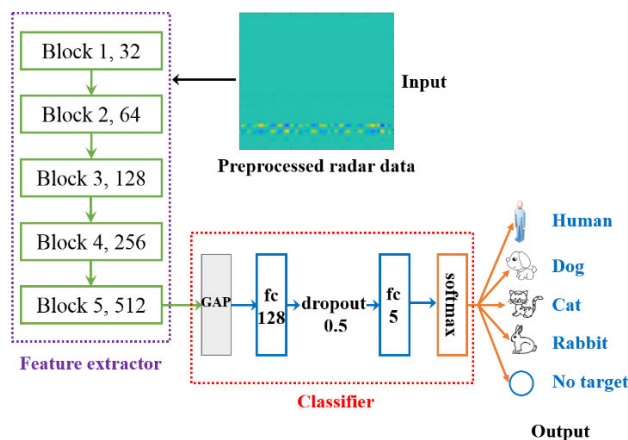 Block 1, 32
Block 2, 64
Block 3, 128
Block 4, 256
Block 5, 512
Feature extractor
Input
Preprocessed radar data
GAP
fc
128
dropout
0.5
fc
5
softmax
Classifier
Human
Dog
Cat
Rabbit
No target
Output